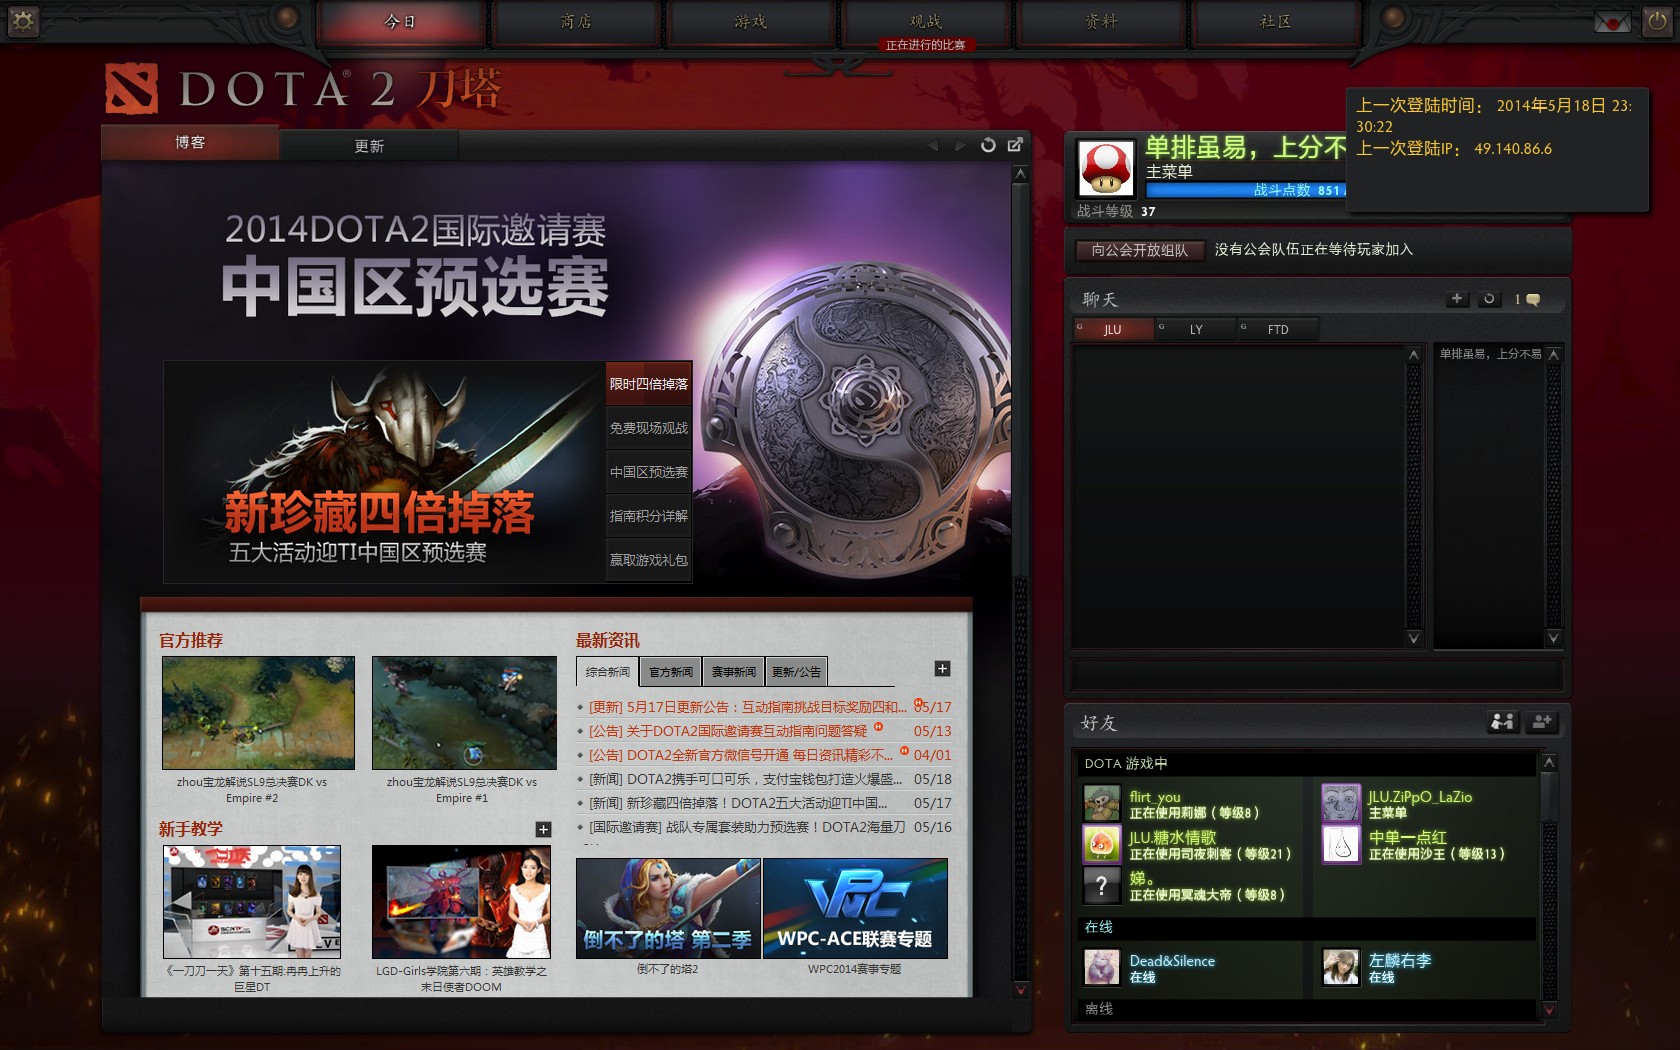 今日
商店
游戏
观战
资料
社区
正在进行的比赛
DOTA® 2 刀塔
博客
更新
上一次登陆时间： 2014年5月18日 23:
30:22
上一次登陆IP： 49.140.86.6
单排虽易，上分不
主菜单
战斗点数 851
战斗等级 37
向公会开放组队
没有公会队伍正在等待玩家加入
2014DOTA2国际邀请赛
中国区预选赛
限时四倍掉落
免费现场观战
中国区预选赛
指南积分详解
赢取游戏礼包
新珍藏四倍掉落
五大活动迎TI中国区预选赛
聊天
1
G JLU
G LY
G FTD
单排虽易，上分不易
官方推荐
zhou宝龙解说SL9总决赛DK vs
Empire #2
zhou宝龙解说SL9总决赛DK vs
Empire #1
新手教学
《一刀刀一天》第十五期:冉冉上升的
巨星DT
LGD-Girls学院第六期：英雄教学之
末日使者DOOM
最新资讯
综合新闻
官方新闻
赛事新闻
更新/公告
[更新] 5月17日更新公告：互动指南挑战目标奖励四和... 05/17
[公告] 关于DOTA2国际邀请赛互动指南问题答疑 05/13
[公告] DOTA2全新官方微信号开通 每日资讯精彩不... 04/01
[新闻] DOTA2携手可口可乐，支付宝钱包打造火爆盛... 05/18
[新闻] 新珍藏四倍掉落！DOTA2五大活动迎TI中国... 05/17
[国际邀请赛] 战队专属套装助力预选赛！DOTA2海量刀 05/16
倒不了的塔 第二季
倒不了的塔2
WPC
WPC-ACE联赛专题
WPC2014赛事专题
好友
DOTA 游戏中
flirt_you
正在使用莉娜（等级8）
JLU.ZiPpO_LaZio
主菜单
JLU.糖水情歌
正在使用司夜刺客（等级21）
中单一点红
正在使用沙王（等级13）
娣。
正在使用冥魂大帝（等级8）
在线
Dead&Silence
在线
左麟右李
在线
离线